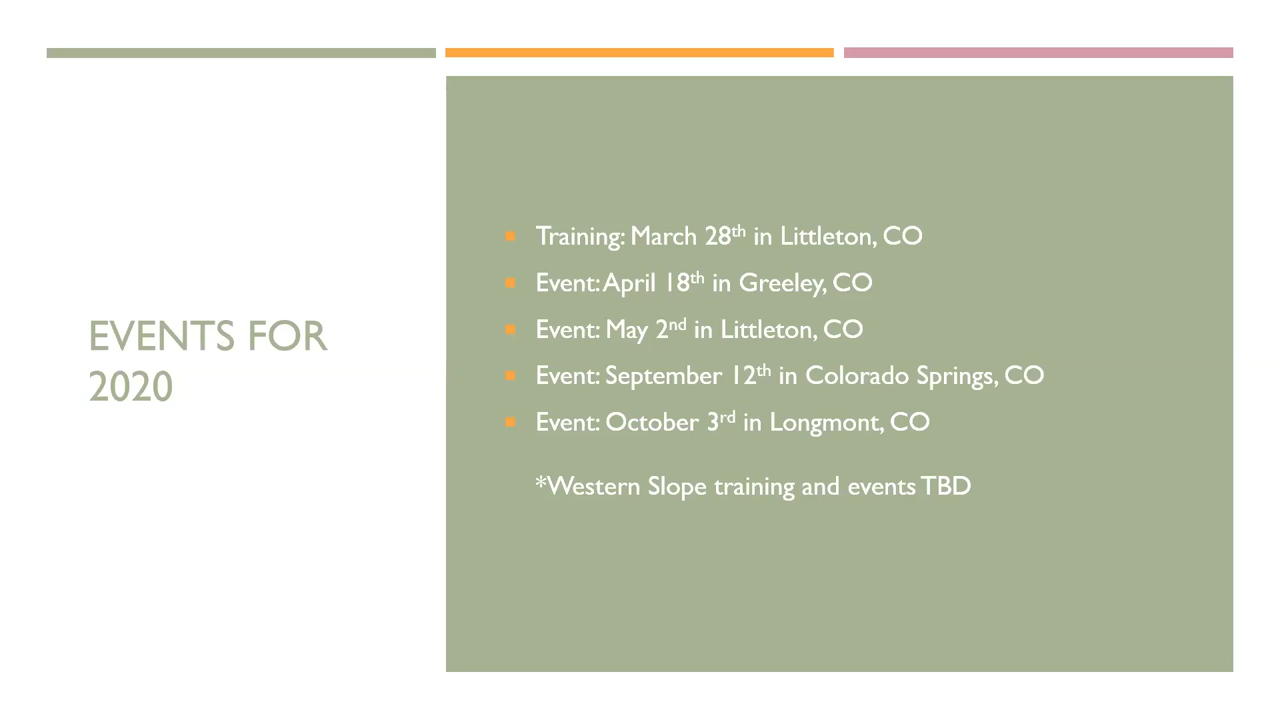 EVENTS FOR
2020
Training: March 28th in Littleton, CO
Event: April 18th in Greeley, CO
Event: May 2nd in Littleton, CO
Event: September 12th in Colorado Springs, CO
Event: October 3rd in Longmont, CO
*Western Slope training and events TBD